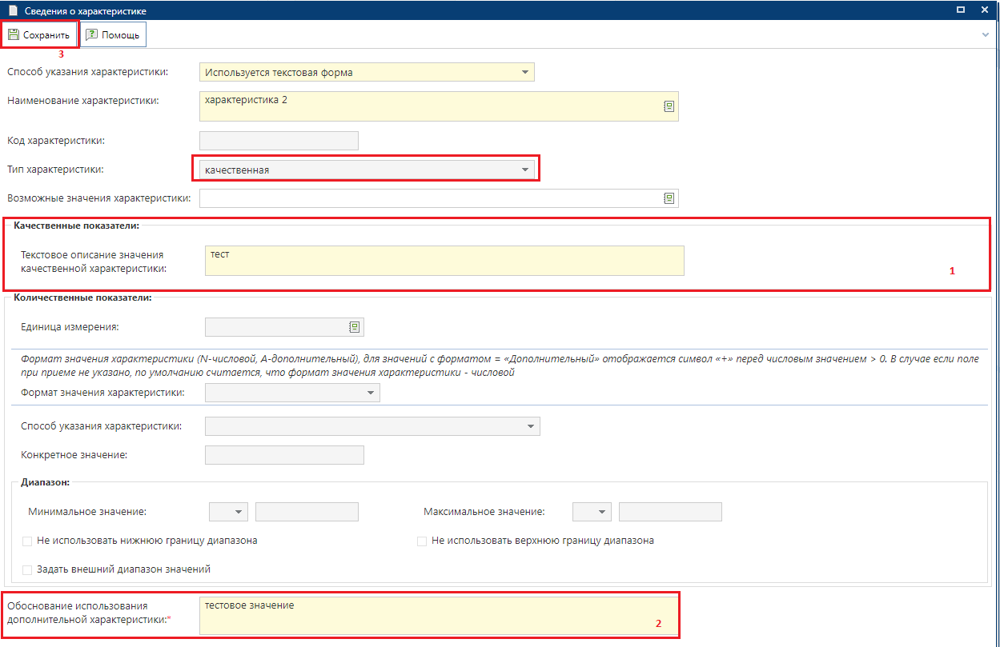 Сведения о характеристике
Сохранить
Помощь
3
Способ указания характеристики:
Используется текстовая форма
Наименование характеристики:
характеристика 2
Код характеристики:
Тип характеристики:
качественная
Возможные значения характеристики:
Качественные показатели:
Текстовое описание значения
качественной характеристики:
тест
1
Количественные показатели:
Единица измерения:
Формат значения характеристики (N-числовой, A-дополнительный), для значений с форматом = «Дополнительный» отображается символ «+» перед числовым значением > 0. В случае если поле
при приеме не указано, по умолчанию считается, что формат значения характеристики - числовой
Формат значения характеристики:
Способ указания характеристики:
Конкретное значение:
Диапазон:
Минимальное значение:
Максимальное значение:
Не использовать нижнюю границу диапазона
Не использовать верхнюю границу диапазона
Задать внешний диапазон значений
Обоснование использования
дополнительной характеристики:*
тестовое значение
2